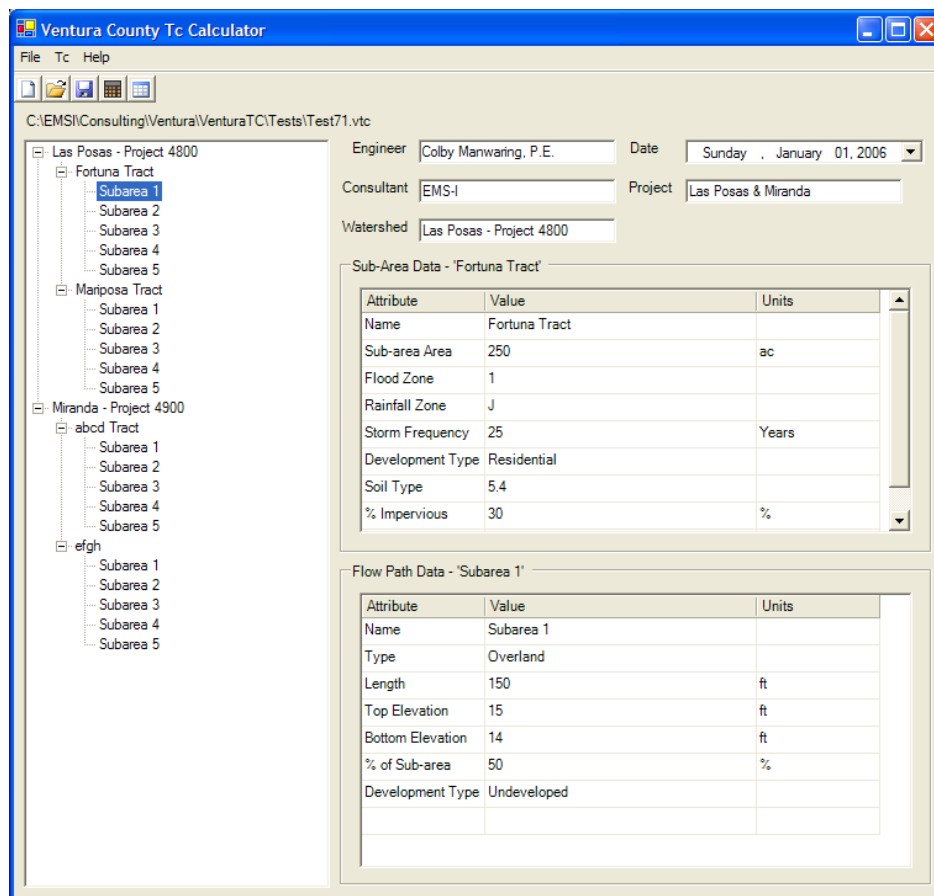 Ventura County Tc Calculator
File Tc Help
C:\EMSI\Consulting\Ventura\VenturaTC\Tests\Test71.vtc
Las Posas - Project 4800
Fortuna Tract
Subarea 1
Subarea 2
Subarea 3
Subarea 4
Subarea 5
Mariposa Tract
Subarea 1
Subarea 2
Subarea 3
Subarea 4
Subarea 5
Miranda - Project 4900
abcd Tract
Subarea 1
Subarea 2
Subarea 3
Subarea 4
Subarea 5
efgh
Subarea 1
Subarea 2
Subarea 3
Subarea 4
Subarea 5
Engineer Colby Manwaring, P.E. Date Sunday , January 01, 2006
Consultant EMS-I Project Las Posas & Miranda
Watershed Las Posas - Project 4800
Sub-Area Data - 'Fortuna Tract'
Attribute Value Units
Name Fortuna Tract
Sub-area Area 250 ac
Flood Zone 1
Rainfall Zone J
Storm Frequency 25 Years
Development Type Residential
Soil Type 5.4
% Impervious 30 %
Flow Path Data - 'Subarea 1'
Attribute Value Units
Name Subarea 1
Type Overland
Length 150 ft
Top Elevation 15 ft
Bottom Elevation 14 ft
% of Sub-area 50 %
Development Type Undeveloped